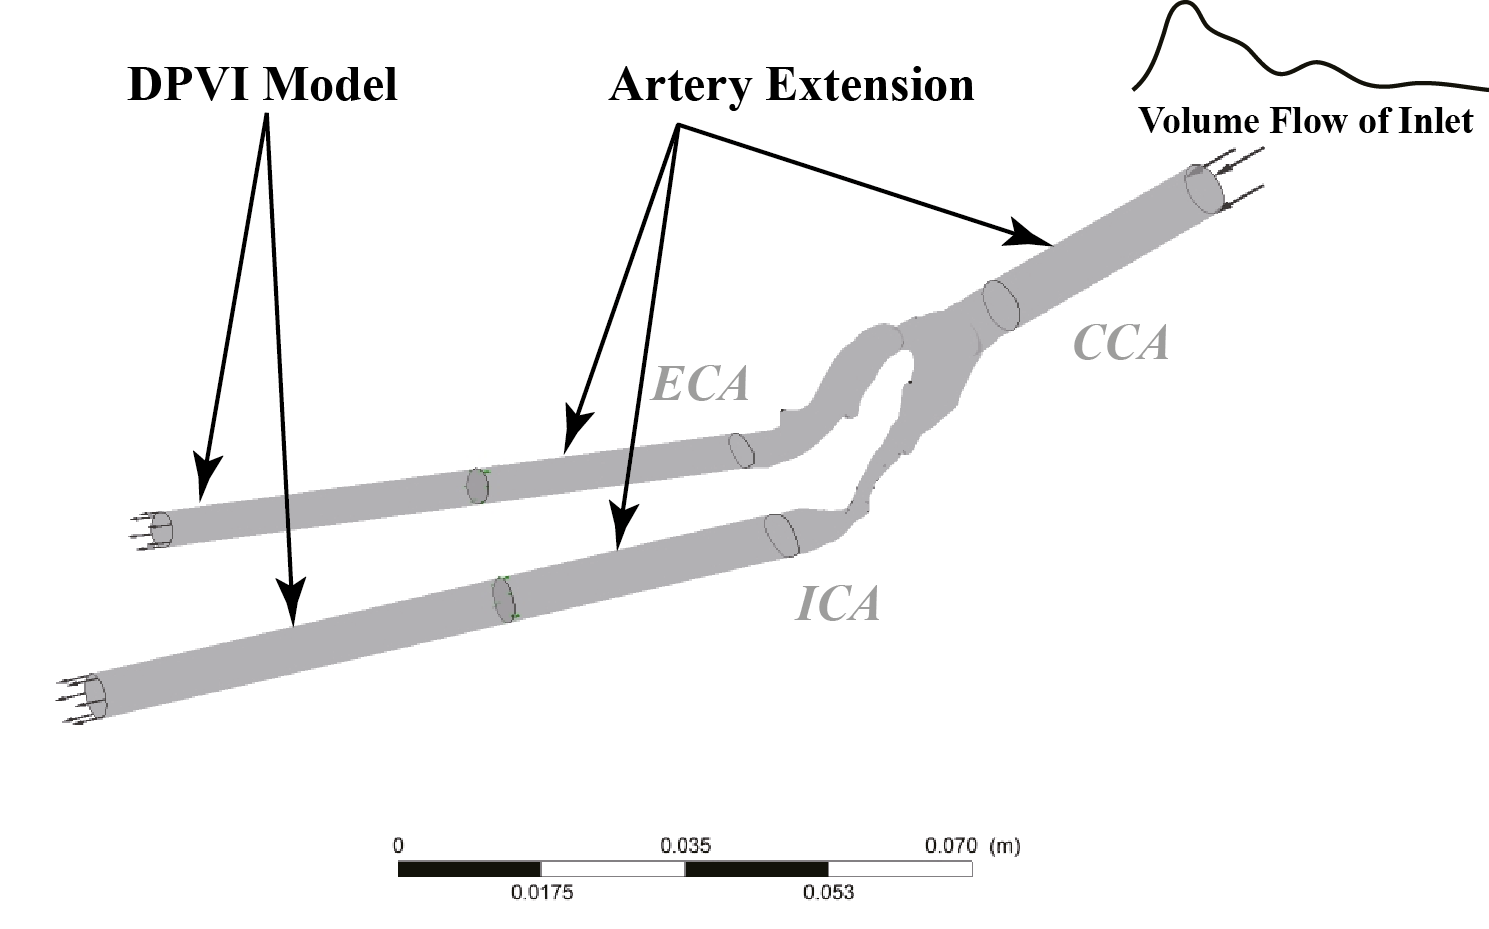 DPVI Model
Artery Extension
Volume Flow of Inlet
ECA
CCA
ICA
0 0.035 0.070 (m)
0.0175 0.053